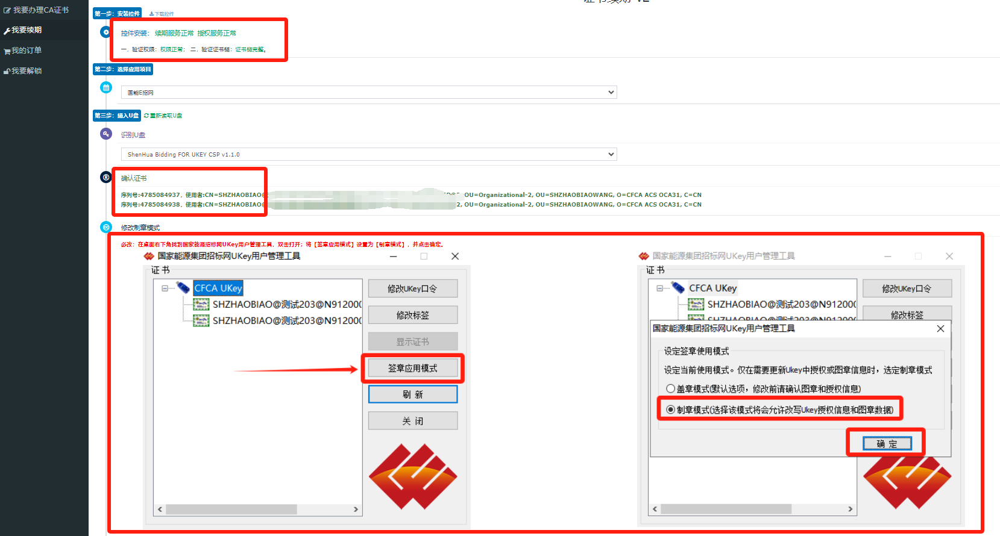 我要办理CA证书
我要续期
我的订单
我要解锁
第一步：安装控件 下载控件
控件安装： 续期服务正常 授权服务正常
一、验证权限：权限正常； 二、验证证书链：证书链完整。
第二步：选择应用项目
国能E招网
第三步：插入U盘 重新读取U盘
识别U盘
ShenHua Bidding FOR UKEY CSP v1.1.0
确认证书
序列号:4785084937, 使用者:CN=SHZHAOBIAO@ OU=Organizational-2, OU=SHZHAOBIAOWANG, O=CFCA ACS OCA31, C=CN
序列号:4785084938, 使用者:CN=SHZHAOBIAO@ 2, OU=Organizational-2, OU=SHZHAOBIAOWANG, O=CFCA ACS OCA31, C=CN
修改制章模式
必改：在桌面右下角找到国家能源招标网UKey用户管理工具，双击打开；将【签章应用模式】设置为【制章模式】，并点击确定。
国家能源集团招标网UKey用户管理工具
证书
CFCA UKey
SHZHAOBIAO@测试203@N91200
SHZHAOBIAO@测试203@N91200
修改UKey口令
修改标签
显示证书
签章应用模式
刷 新
关 闭
国家能源集团招标网UKey用户管理工具
证书
CFCA UKey
SHZHAOBIAO@测试203@N91200
SHZHAOBIAO@测试203@N91200
修改UKey口令
修改标签
国家能源集团招标网UKey用户管理工具
设定签章使用模式
设定当前使用模式。仅在需要更新Ukey中授权或图章信息时，选定制章模式
盖章模式(默认选项，修改前请确认图章和授权信息)
制章模式(选择该模式将会允许改写Ukey授权信息和图章数据)
确 定